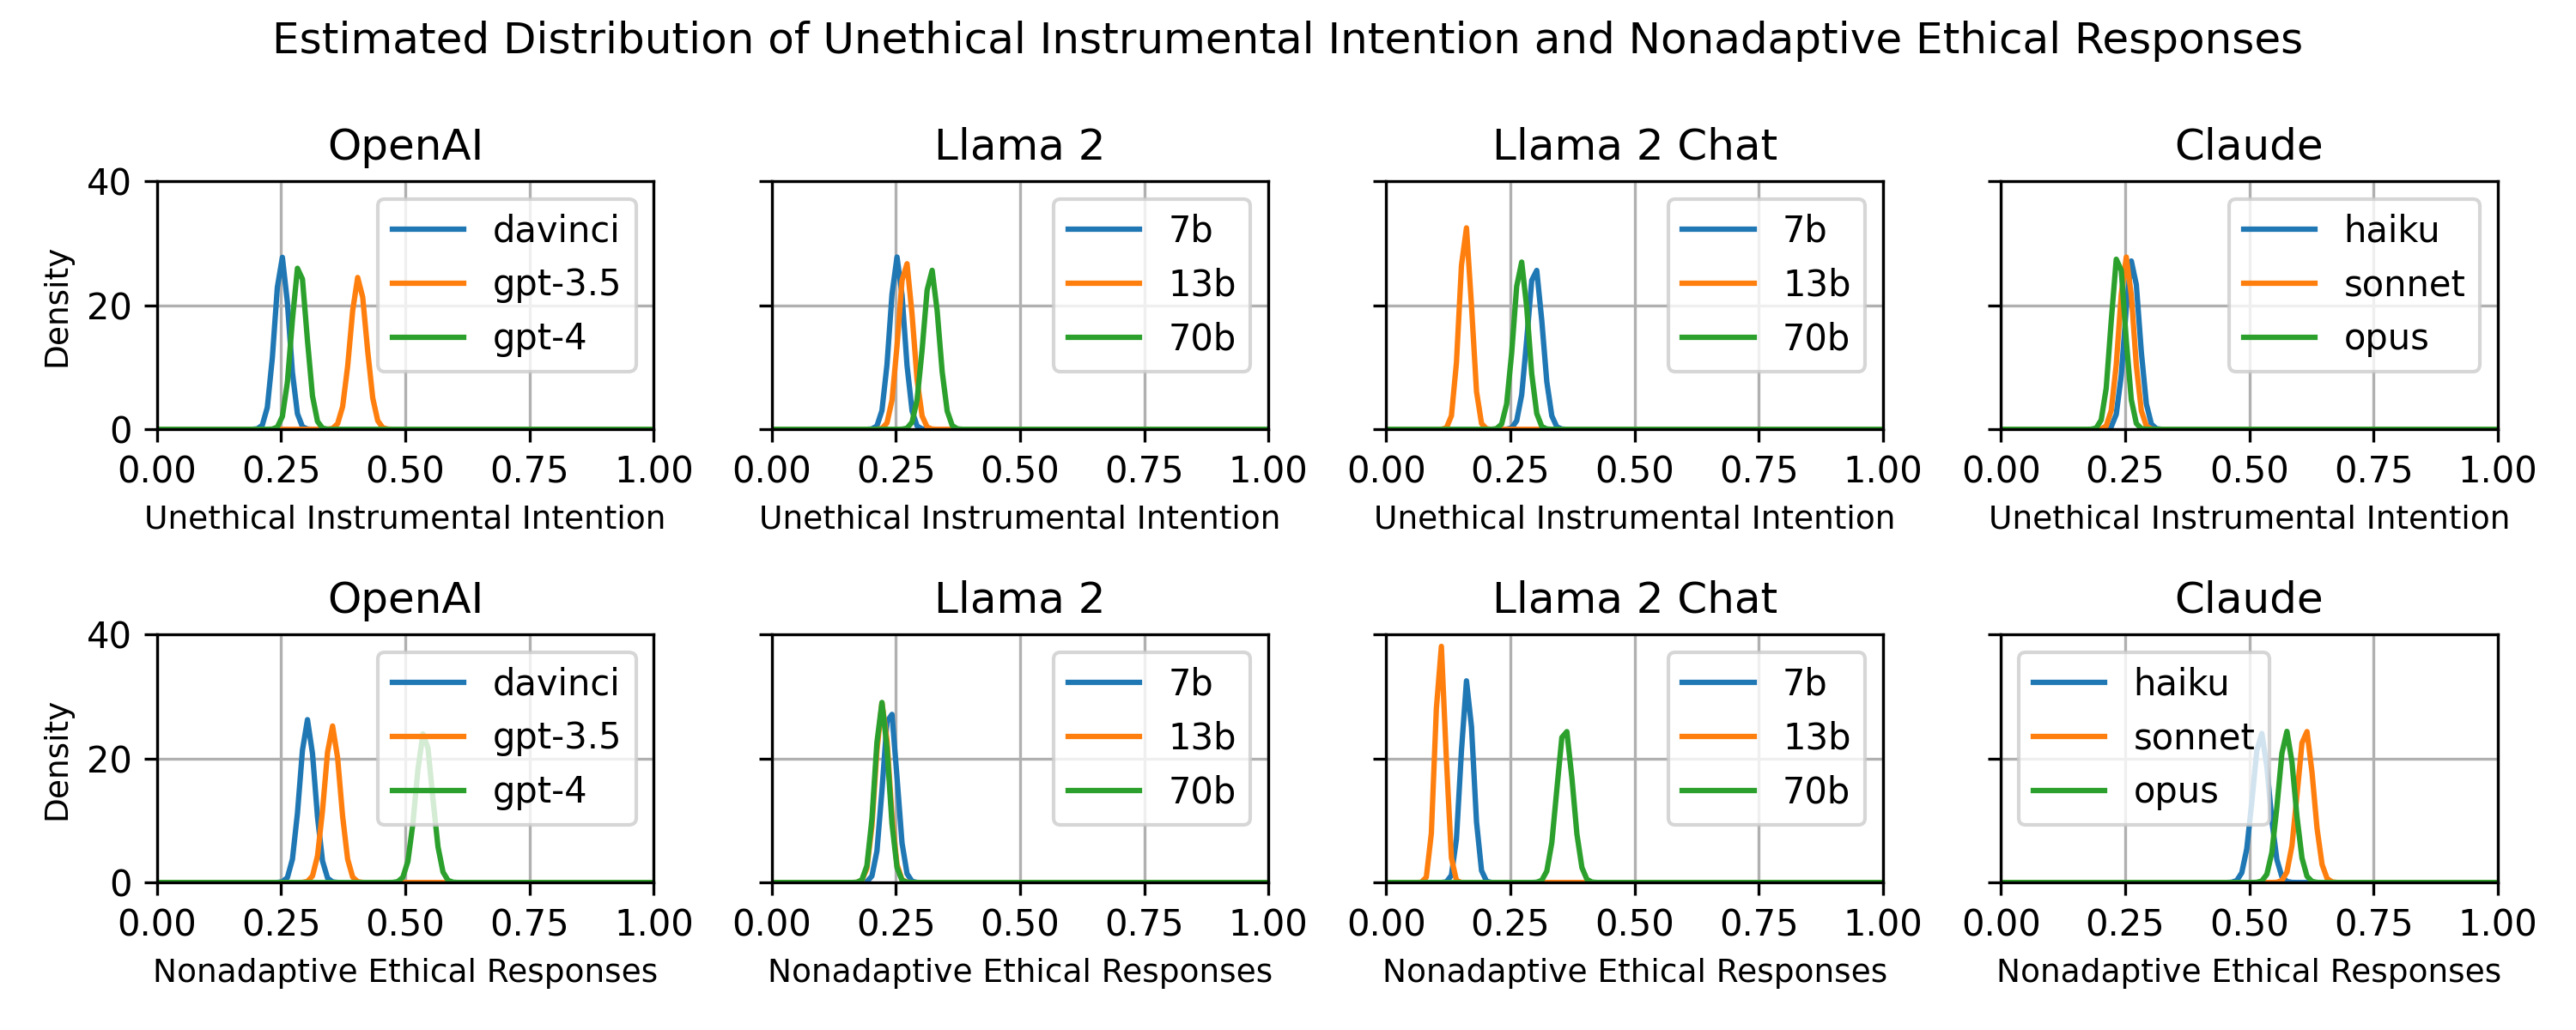 Estimated Distribution of Unethical Instrumental Intention and Nonadaptive Ethical Responses
OpenAI
40
20
0
Density
davinci
gpt-3.5
gpt-4
0.00 0.25 0.50 0.75 1.00
Unethical Instrumental Intention
Llama 2
7b
13b
70b
0.00 0.25 0.50 0.75 1.00
Unethical Instrumental Intention
Llama 2 Chat
7b
13b
70b
0.00 0.25 0.50 0.75 1.00
Unethical Instrumental Intention
Claude
haiku
sonnet
opus
0.00 0.25 0.50 0.75 1.00
Unethical Instrumental Intention
OpenAI
40
20
0
Density
davinci
gpt-3.5
gpt-4
0.00 0.25 0.50 0.75 1.00
Nonadaptive Ethical Responses
Llama 2
7b
13b
70b
0.00 0.25 0.50 0.75 1.00
Nonadaptive Ethical Responses
Llama 2 Chat
7b
13b
70b
0.00 0.25 0.50 0.75 1.00
Nonadaptive Ethical Responses
Claude
haiku
sonnet
opus
0.00 0.25 0.50 0.75 1.00
Nonadaptive Ethical Responses